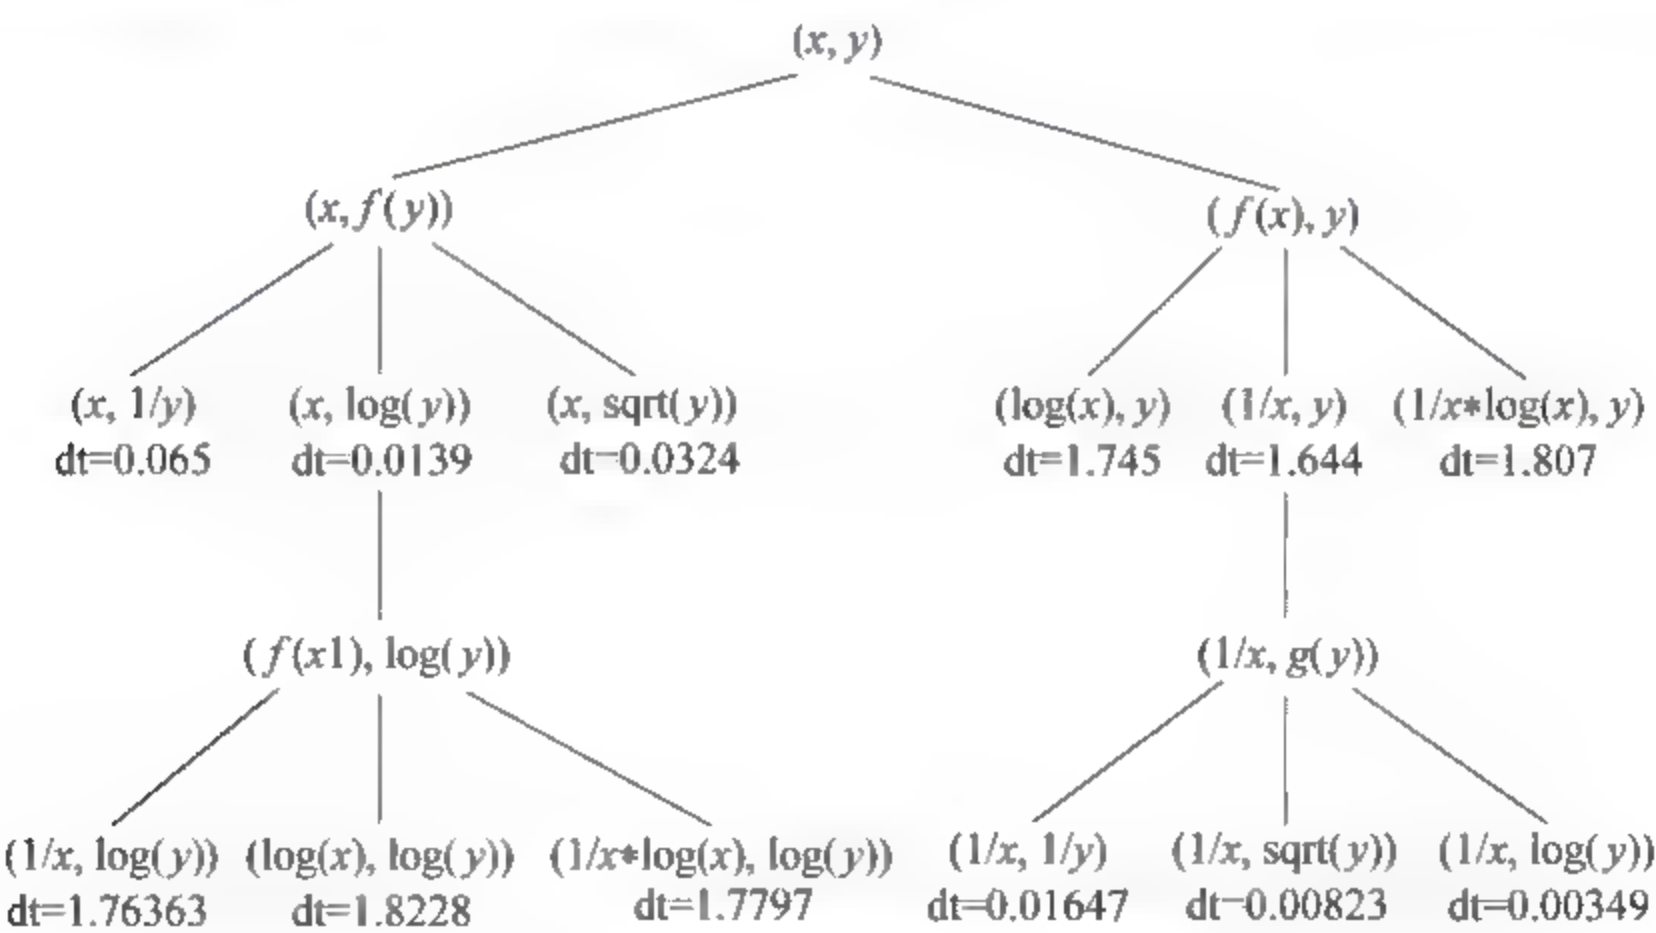 (x, y)
(x, f(y))
(f(x), y)
(x, 1/y) (x, log(y)) (x, sqrt(y))
(log(x), y) (1/x, y) (1/x*log(x), y)
dt=0.065 dt=0.0139 dt=0.0324
dt=1.745 dt=1.644 dt=1.807
(f(x1), log(y))
(1/x, g(y))
(1/x, log(y)) (log(x), log(y)) (1/x*log(x), log(y))
(1/x, 1/y) (1/x, sqrt(y)) (1/x, log(y))
dt=1.76363 dt=1.8228 dt=1.7797
dt=0.01647 dt=0.00823 dt=0.00349